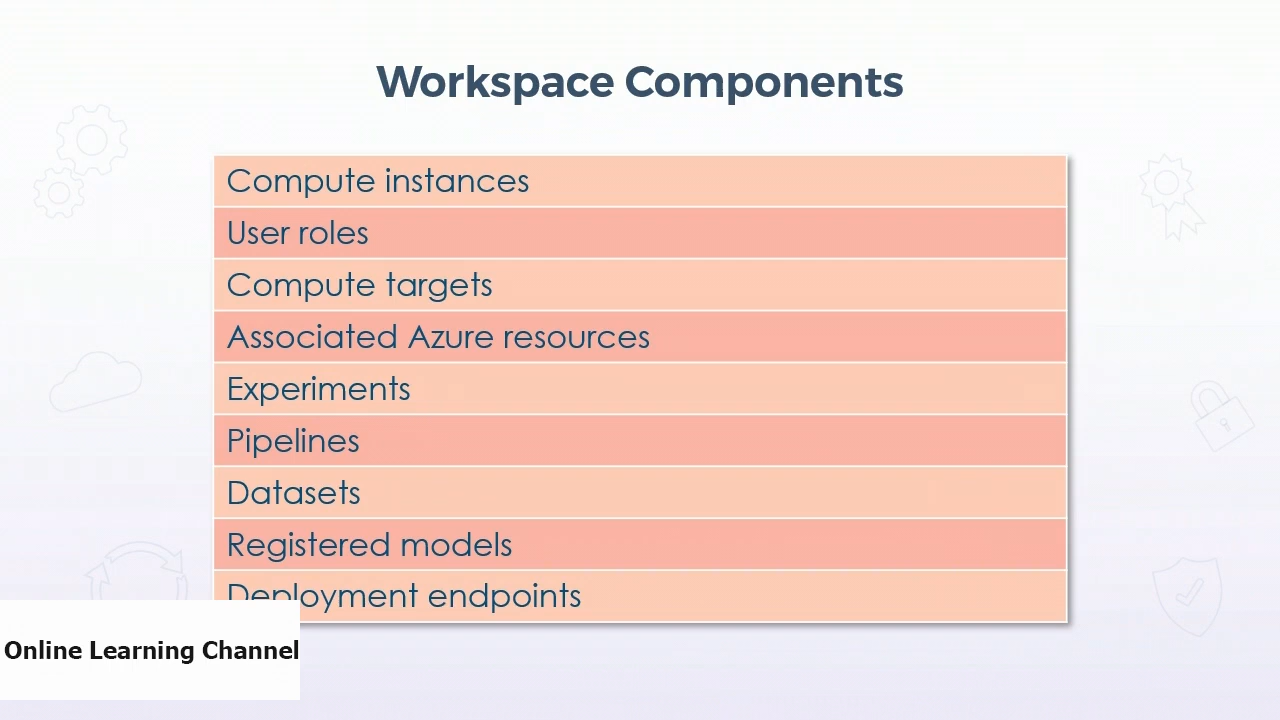 Workspace Components
Compute instances
User roles
Compute targets
Associated Azure resources
Experiments
Pipelines
Datasets
Registered models
Deployment endpoints
Online Learning Channel